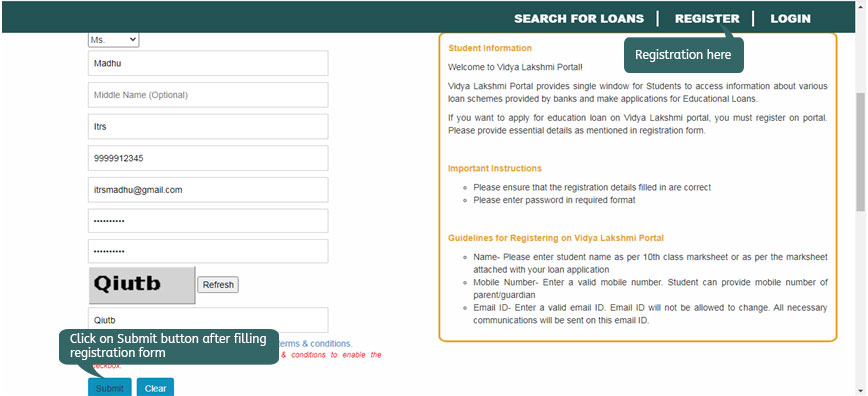 SEARCH FOR LOANS | REGISTER | LOGIN
Registration here
Ms.
Madhu
Middle Name (Optional)
Itrs
9999912345
itrsmadhu@gmail.com
••••••••••
••••••••••
Qiutb
Refresh
Qiutb
Click on Submit button after filling
registration form
terms & conditions.
& conditions to enable the
Submit
Clear
Student Information
Welcome to Vidya Lakshmi Portal!
Vidya Lakshmi Portal provides single window for Students to access information about various
loan schemes provided by banks and make applications for Educational Loans.
If you want to apply for education loan on Vidya Lakshmi portal, you must register on portal.
Please provide essential details as mentioned in registration form.
Important Instructions
Please ensure that the registration details filled in are correct
Please enter password in required format
Guidelines for Registering on Vidya Lakshmi Portal
Name- Please enter student name as per 10th class marksheet or as per the marksheet
attached with your loan application
Mobile Number- Enter a valid mobile number. Student can provide mobile number of
parent/guardian
Email ID- Enter a valid email ID. Email ID will not be allowed to change. All necessary
communications will be sent on this email ID.